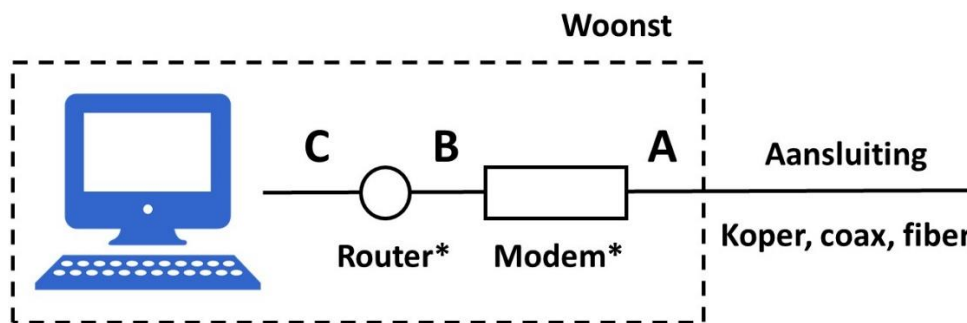 Woonst
C
B
A
Aansluiting
Router*
Modem*
Koper, coax, fiber